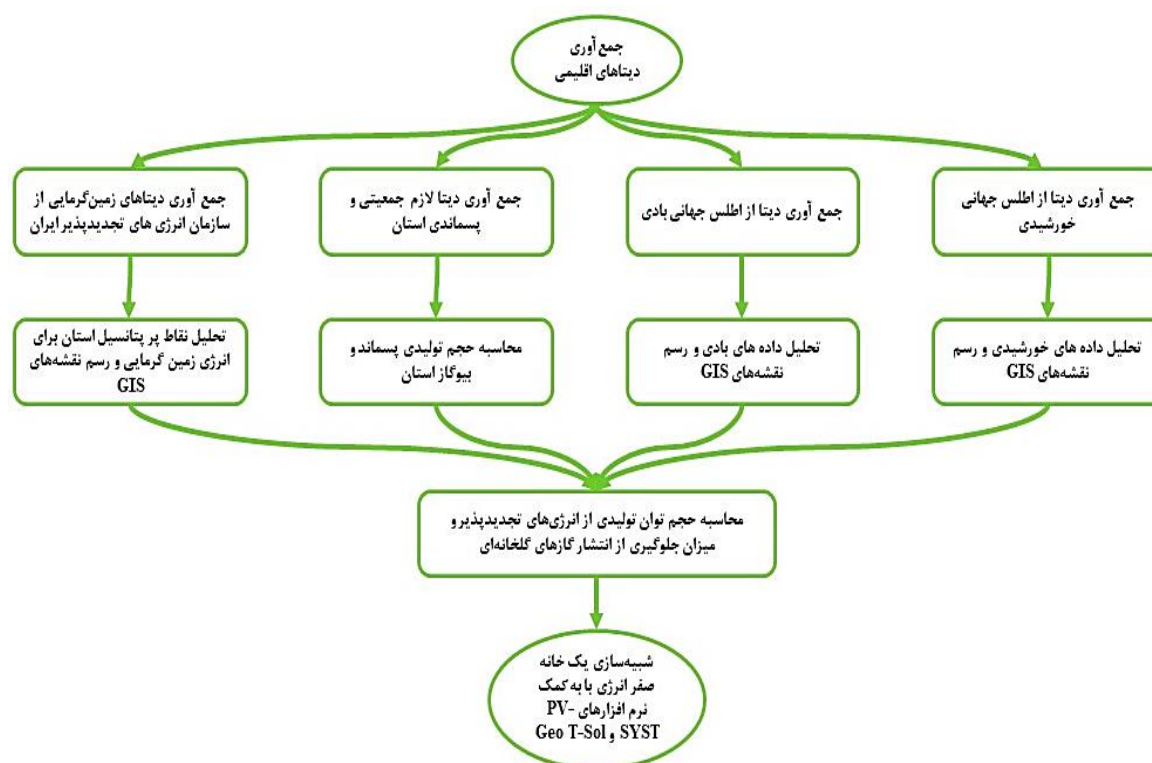 جمع آوری
دیتاهای اقلیمی
جمع آوری دیتا از اطلس جهانی
خورشیدی
جمع آوری دیتا از اطلس جهانی بادی
جمع آوری دیتا لازم جمعیتی و
پسماندی استان
جمع آوری دیتاهای زمین‌گرمایی از
سازمان انرژی های تجدیدپذیر ایران
تحلیل داده های خورشیدی و رسم
نقشه‌های GIS
تحلیل داده های بادی و رسم
نقشه‌های GIS
محاسبه حجم تولیدی پسماند و
بیوگاز استان
تحلیل نقاط پر پتانسیل استان برای
انرژی زمین گرمایی و رسم نقشه‌های
GIS
محاسبه حجم توان تولیدی از انرژی‌های تجدیدپذیر و
میزان جلوگیری از انتشار گازهای گلخانه‌ای
شبیه‌سازی یک خانه
صفر انرژی با به کمک
نرم افزارهای PV-
SYST و Geo T-Sol